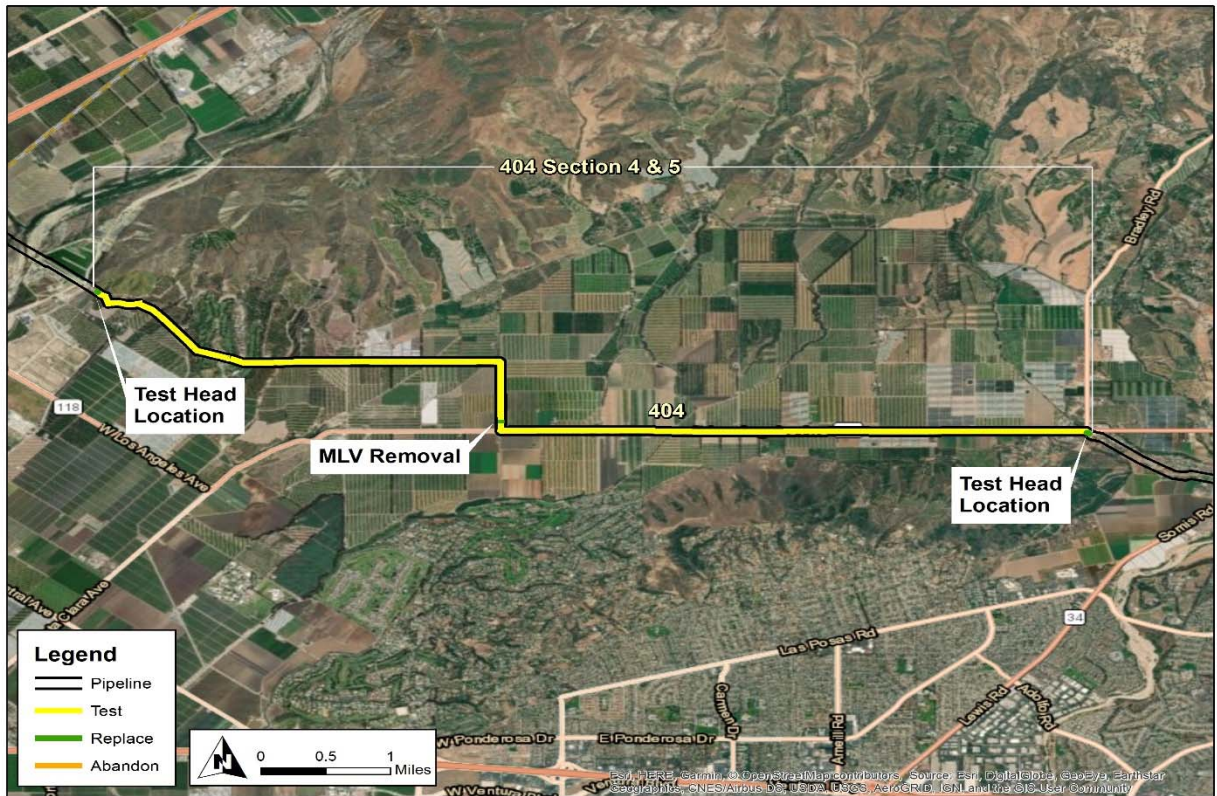 404 Section 4 & 5
Bradley Rd
Test Head
Location
118
W Los Angeles Ave
404
MLV Removal
Test Head
Location
Somis Rd
Clara Ave
34
Las Posas Rd
Carmen Dr
Arneill Rd
Lewis Rd
Adolfo Rd
W Ponderosa Dr
E Ponderosa Dr
W Ventura
Legend
Pipeline
Test
Replace
Abandon
N
0 0.5 1
Miles
Esri, HERE, Garmin, © OpenStreetMap contributors, Source: Esri, DigitalGlobe, GeoEye, Earthstar
Geographics, CNES/Airbus DS, USDA, USGS, AeroGRID, IGN, and the GIS User Community